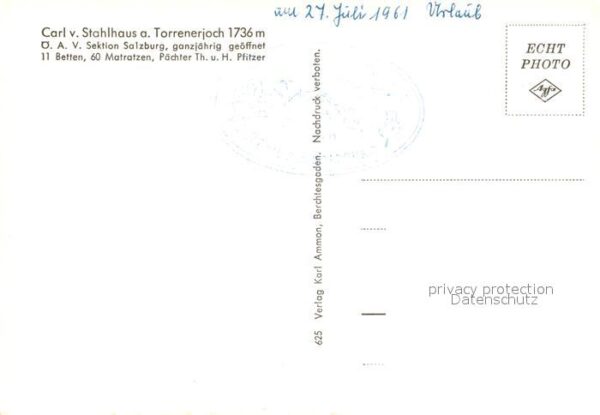 am 27. Juli 1961 Urlaub
Carl v. Stahlhaus a. Torrenerjoch 1736 m
Ö. A. V. Sektion Salzburg, ganzjährig geöffnet
11 Betten, 60 Matratzen, Pächter Th. u. H. Pfitzer
ECHT
PHOTO
Agfa
625 Verlag Karl Ammon, Berchtesgaden. Nachdruck verboten.
privacy protection
Datenschutz